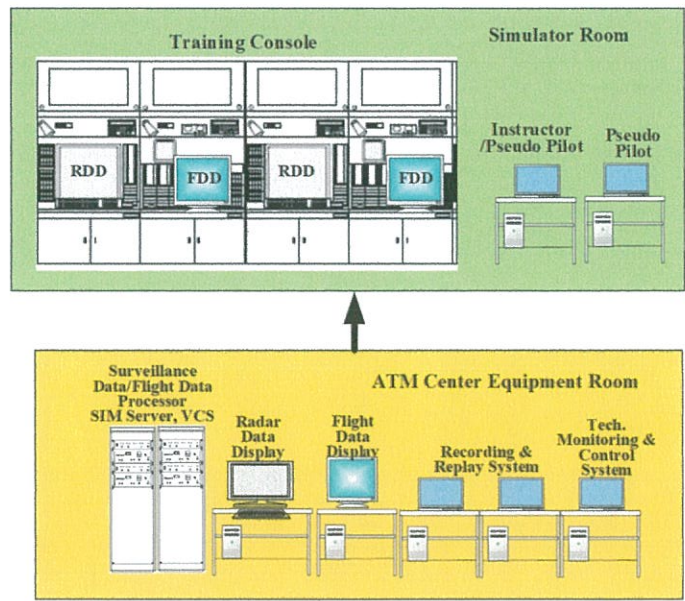 Training Console
Simulator Room
Instructor
/Pseudo Pilot
Pseudo
Pilot
RDD
FDD
RDD
FDD
ATM Center Equipment Room
Surveillance
Data/Flight Data
Processor
SIM Server, VCS
Radar
Data
Display
Flight
Data
Display
Recording &
Replay System
Tech.
Monitoring &
Control
System